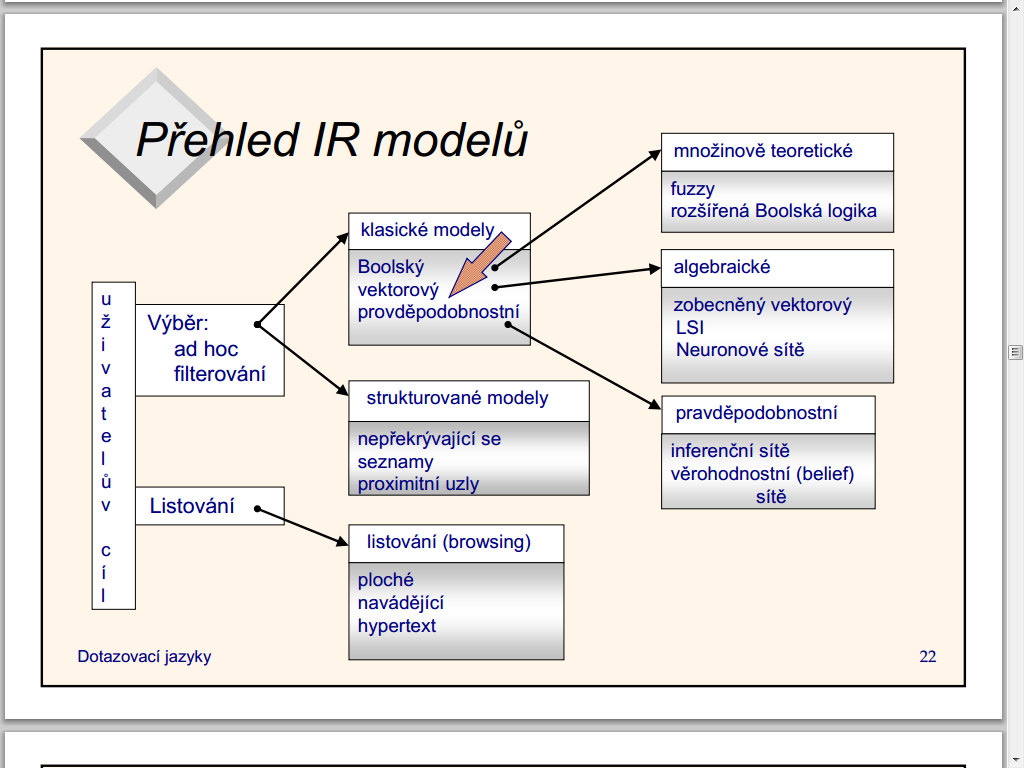 Přehled IR modelů
uživatelův cíl
Výběr:
ad hoc
filterování
Listování
klasické modely
Boolský
vektorový
provděpodobnostní
strukturované modely
nepřekrývající se
seznamy
proximitní uzly
listování (browsing)
ploché
navádějící
hypertext
množinově teoretické
fuzzy
rozšířená Boolská logika
algebraické
zobecněný vektorový
LSI
Neuronové sítě
pravděpodobnostní
inferenční sítě
věrohodnostní (belief)
sítě
Dotazovací jazyky
22